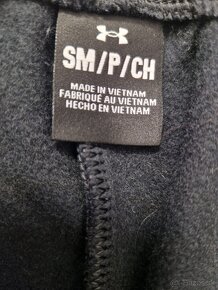 SM/P/CH
MADE IN VIETNAM
FABRIQUÉ AU VIETNAM
HECHO EN VIETNAM